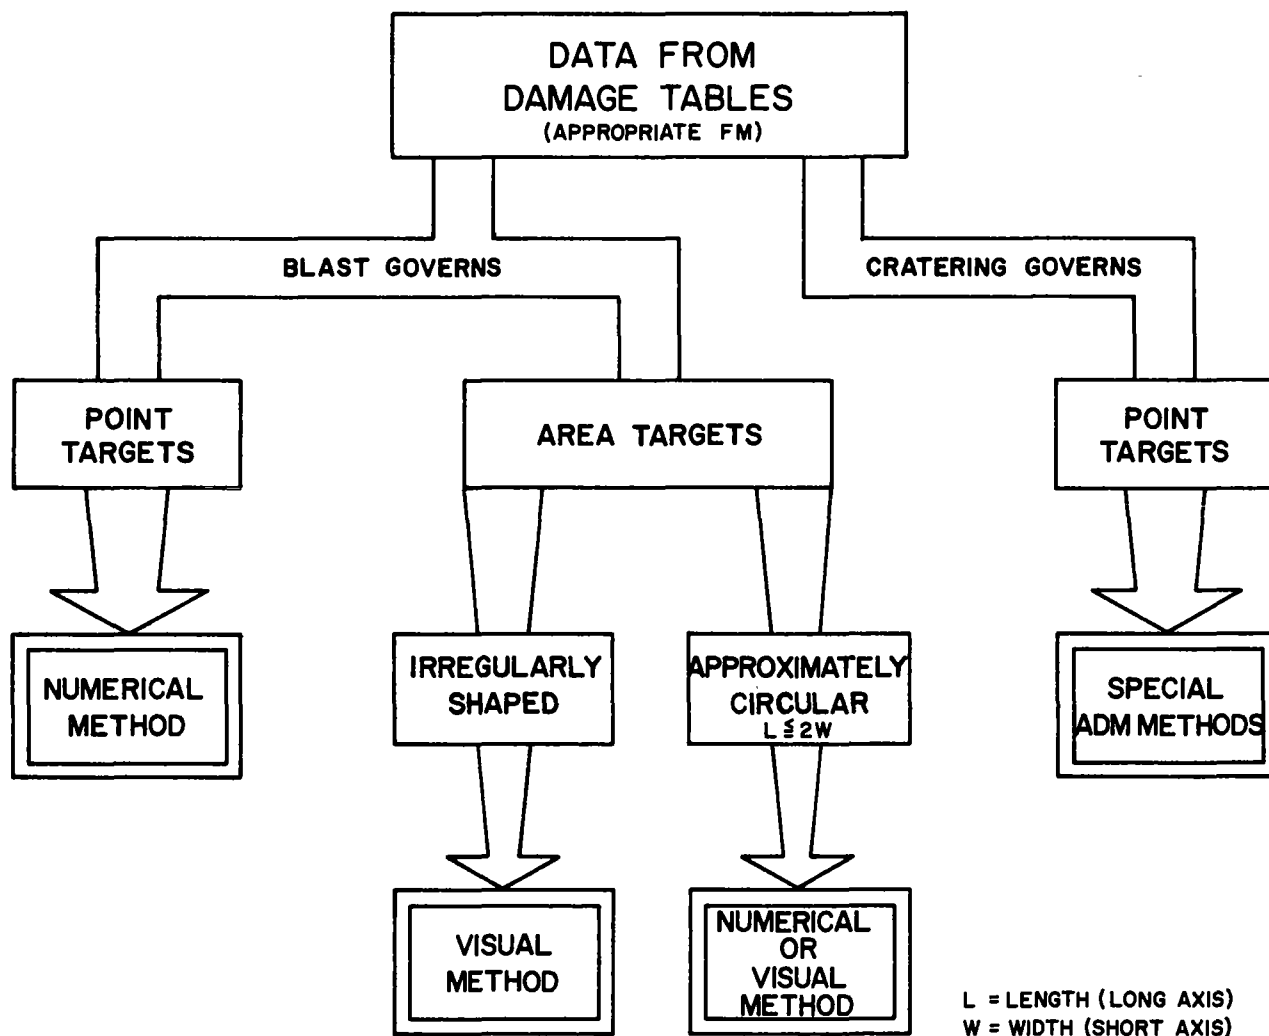 DATA FROM
DAMAGE TABLES
(APPROPRIATE FM)
BLAST GOVERNS
CRATERING GOVERNS
POINT
TARGETS
AREA TARGETS
POINT
TARGETS
NUMERICAL
METHOD
IRREGULARLY
SHAPED
APPROXIMATELY
CIRCULAR
L ≦ 2W
SPECIAL
ADM METHODS
VISUAL
METHOD
NUMERICAL
OR
VISUAL
METHOD
L = LENGTH (LONG AXIS)
W = WIDTH (SHORT AXIS)